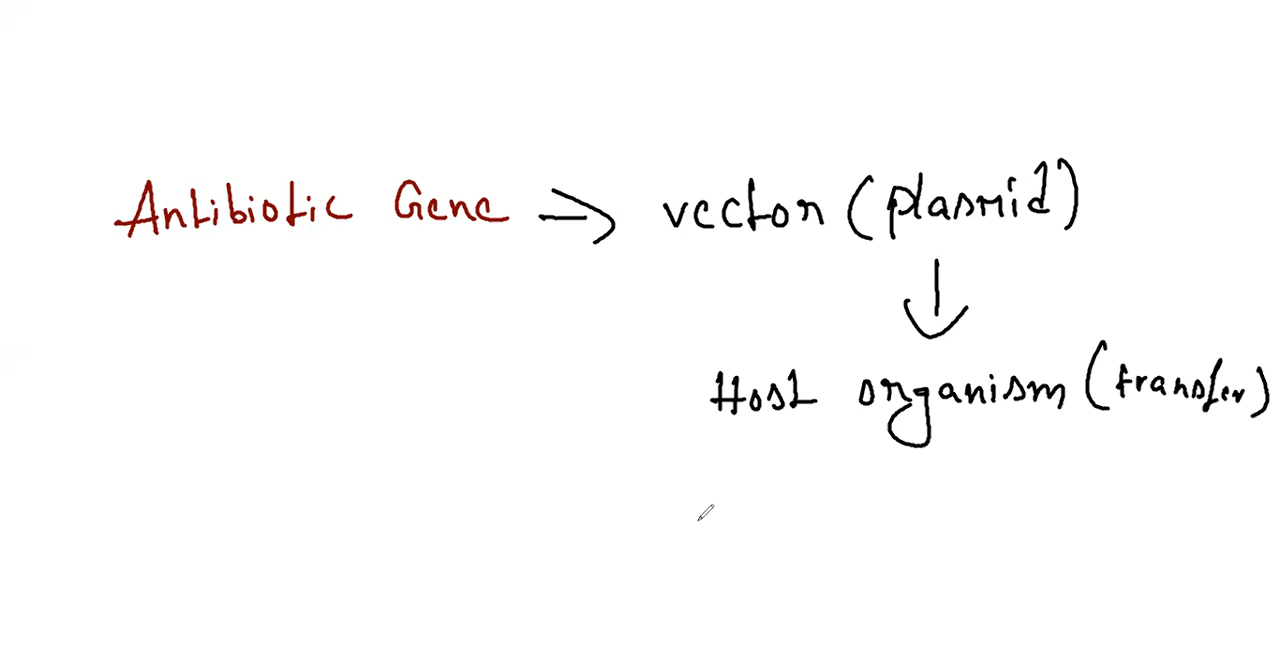 Antibiotic Gene → vector (plasmid)
↓
Host organism (transfer)